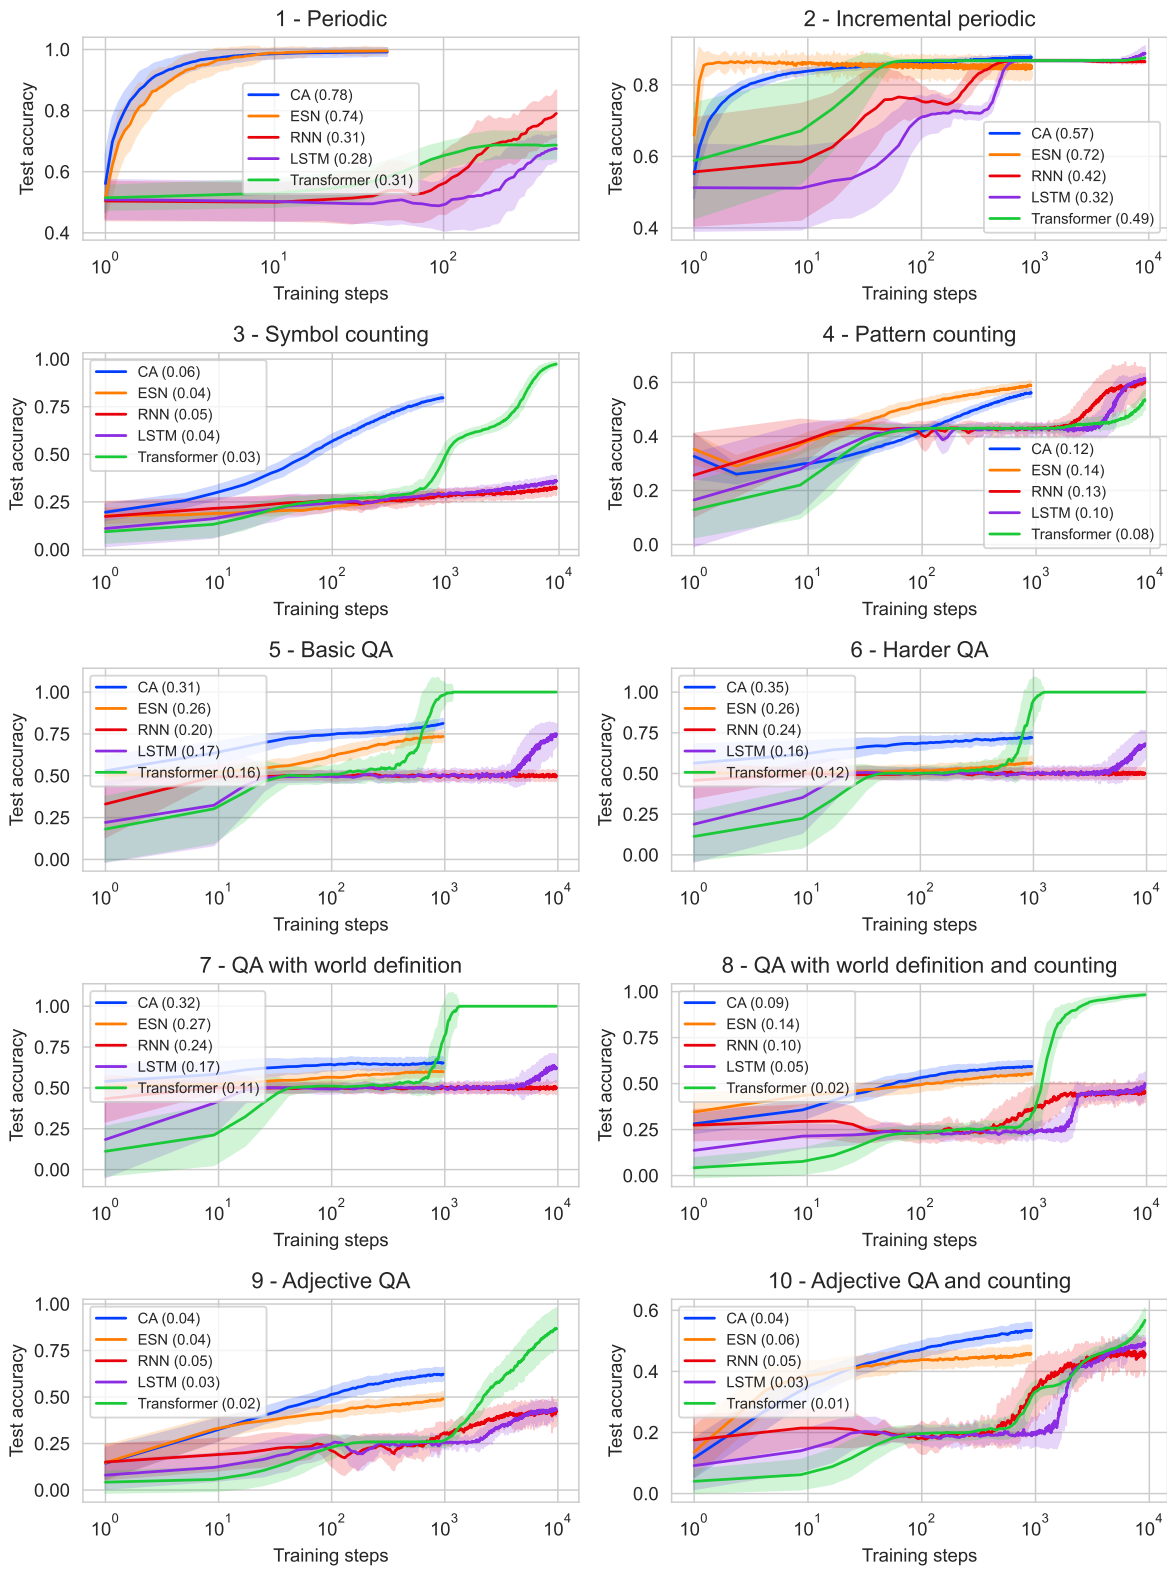 1 - Periodic
Test accuracy
1.0
0.8
0.6
0.4
CA (0.78)
ESN (0.74)
RNN (0.31)
LSTM (0.28)
Transformer (0.31)
10^0 10^1 10^2
Training steps
2 - Incremental periodic
Test accuracy
0.8
0.6
0.4
CA (0.57)
ESN (0.72)
RNN (0.42)
LSTM (0.32)
Transformer (0.49)
10^0 10^1 10^2 10^3 10^4
Training steps
3 - Symbol counting
Test accuracy
1.00
0.75
0.50
0.25
0.00
CA (0.06)
ESN (0.04)
RNN (0.05)
LSTM (0.04)
Transformer (0.03)
10^0 10^1 10^2 10^3 10^4
Training steps
4 - Pattern counting
Test accuracy
0.6
0.4
0.2
0.0
CA (0.12)
ESN (0.14)
RNN (0.13)
LSTM (0.10)
Transformer (0.08)
10^0 10^1 10^2 10^3 10^4
Training steps
5 - Basic QA
Test accuracy
1.00
0.75
0.50
0.25
0.00
CA (0.31)
ESN (0.26)
RNN (0.20)
LSTM (0.17)
Transformer (0.16)
10^0 10^1 10^2 10^3 10^4
Training steps
6 - Harder QA
Test accuracy
1.00
0.75
0.50
0.25
0.00
CA (0.35)
ESN (0.26)
RNN (0.24)
LSTM (0.16)
Transformer (0.12)
10^0 10^1 10^2 10^3 10^4
Training steps
7 - QA with world definition
Test accuracy
1.00
0.75
0.50
0.25
0.00
CA (0.32)
ESN (0.27)
RNN (0.24)
LSTM (0.17)
Transformer (0.11)
10^0 10^1 10^2 10^3 10^4
Training steps
8 - QA with world definition and counting
Test accuracy
1.00
0.75
0.50
0.25
0.00
CA (0.09)
ESN (0.14)
RNN (0.10)
LSTM (0.05)
Transformer (0.02)
10^0 10^1 10^2 10^3 10^4
Training steps
9 - Adjective QA
Test accuracy
1.00
0.75
0.50
0.25
0.00
CA (0.04)
ESN (0.04)
RNN (0.05)
LSTM (0.03)
Transformer (0.02)
10^0 10^1 10^2 10^3 10^4
Training steps
10 - Adjective QA and counting
Test accuracy
0.6
0.4
0.2
0.0
CA (0.04)
ESN (0.06)
RNN (0.05)
LSTM (0.03)
Transformer (0.01)
10^0 10^1 10^2 10^3 10^4
Training steps